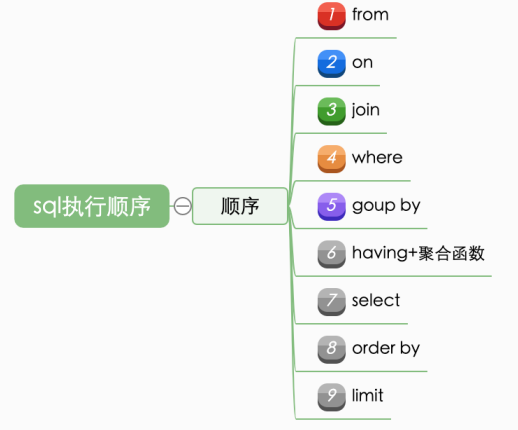 sql执行顺序
顺序
1 from
2 on
3 join
4 where
5 goup by
6 having+聚合函数
7 select
8 order by
9 limit